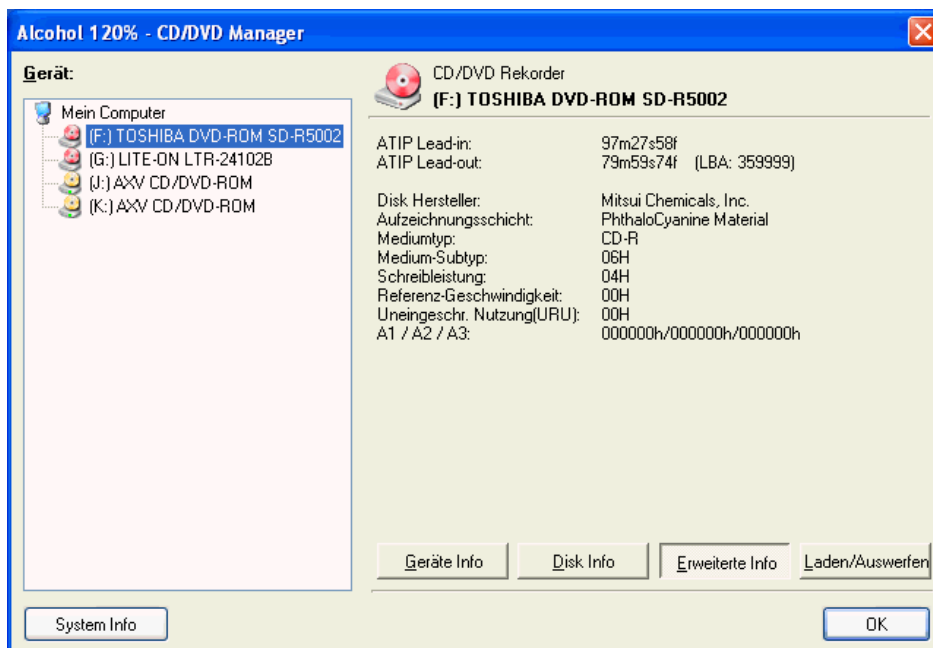 Alcohol 120% - CD/DVD Manager
Gerät:
Mein Computer
(F:) TOSHIBA DVD-ROM SD-R5002
(G:) LITE-ON LTR-24102B
(J:) AXV CD/DVD-ROM
(K:) AXV CD/DVD-ROM
CD/DVD Rekorder
(F:) TOSHIBA DVD-ROM SD-R5002
ATIP Lead-in: 97m27s58f
ATIP Lead-out: 79m59s74f (LBA: 359999)
Disk Hersteller: Mitsui Chemicals, Inc.
Aufzeichnungsschicht: PhthaloCyanine Material
Mediumtyp: CD-R
Medium-Subtyp: 06H
Schreibleistung: 04H
Referenz-Geschwindigkeit: 00H
Uneingeschr. Nutzung(URU): 00H
A1 / A2 / A3: 000000h/000000h/000000h
Geräte Info Disk Info Erweiterte Info Laden/Auswerfen
System Info OK